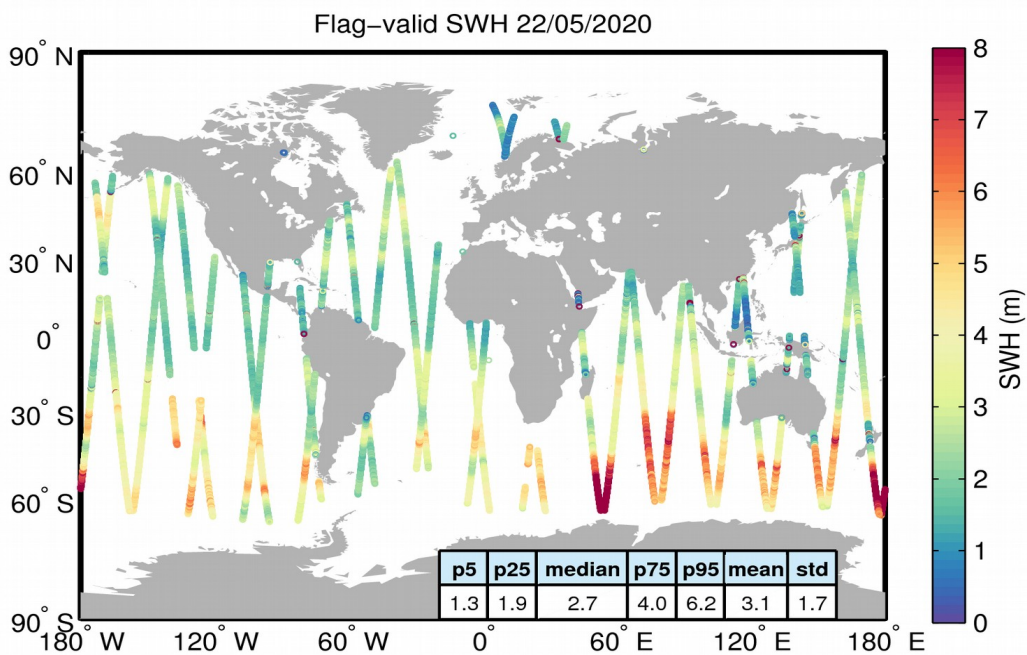 Flag−valid SWH 22/05/2020
90° N
60° N
30° N
0°
30° S
60° S
90° S
180° W
120° W
60° W
0°
60° E
120° E
180° E
8
7
6
5
4
3
2
1
0
SWH (m)
p5 p25 median p75 p95 mean std
1.3 1.9 2.7 4.0 6.2 3.1 1.7